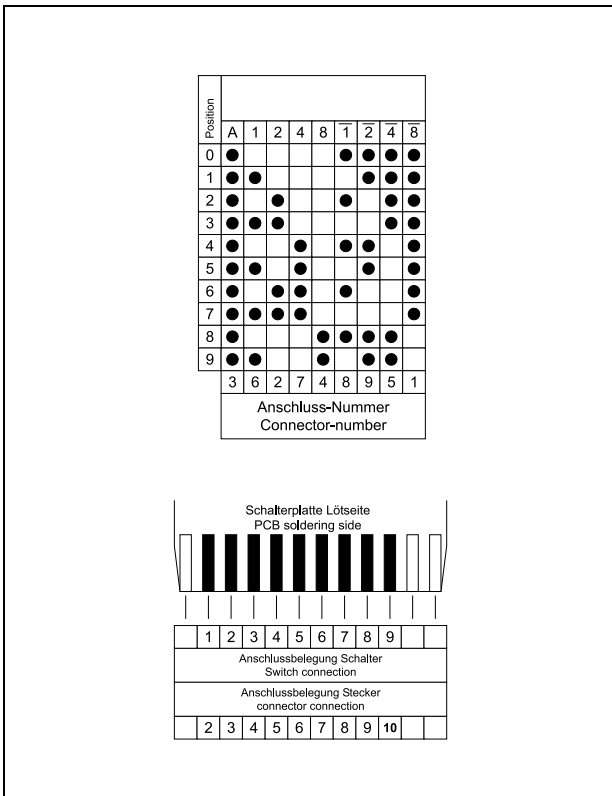 Position
A 1 2 4 8 1̅ 2̅ 4̅ 8̅
0
1
2
3
4
5
6
7
8
9
3 6 2 7 4 8 9 5 1
Anschluss-Nummer
Connector-number
Schalterplatte Lötseite
PCB soldering side
1 2 3 4 5 6 7 8 9
Anschlussbelegung Schalter
Switch connection
Anschlussbelegung Stecker
connector connection
2 3 4 5 6 7 8 9 10